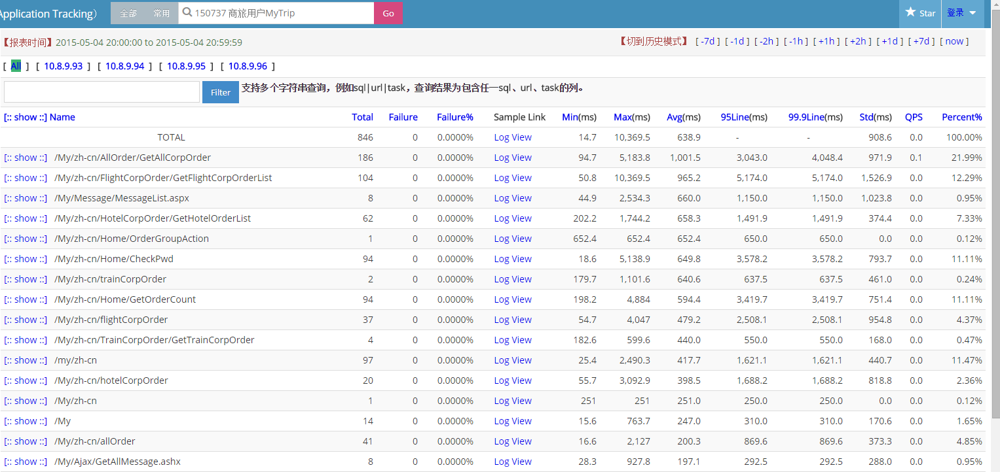 Application Tracking） 全部 常用 150737 商旅用户MyTrip Go Star 登录
【报表时间】2015-05-04 20:00:00 to 2015-05-04 20:59:59 【切到历史模式】 [ -7d ] [ -1d ] [ -2h ] [ -1h ] [ +1h ] [ +2h ] [ +1d ] [ +7d ] [ now ]
[ All ] [ 10.8.9.93 ] [ 10.8.9.94 ] [ 10.8.9.95 ] [ 10.8.9.96 ]
Filter 支持多个字符串查询，例如sql|url|task，查询结果为包含任一sql、url、task的列。
[:: show ::] Name Total Failure Failure% Sample Link Min(ms) Max(ms) Avg(ms) 95Line(ms) 99.9Line(ms) Std(ms) QPS Percent%
TOTAL 846 0 0.0000% Log View 14.7 10,369.5 638.9 - - 908.6 0.0 100.00%
[:: show ::] /My/zh-cn/AllOrder/GetAllCorpOrder 186 0 0.0000% Log View 94.7 5,183.8 1,001.5 3,043.0 4,048.4 971.9 0.1 21.99%
[:: show ::] /My/zh-cn/FlightCorpOrder/GetFlightCorpOrderList 104 0 0.0000% Log View 50.8 10,369.5 965.2 5,174.0 5,174.0 1,526.9 0.0 12.29%
[:: show ::] /My/Message/MessageList.aspx 8 0 0.0000% Log View 44.9 2,534.3 660.0 1,150.0 1,150.0 1,023.8 0.0 0.95%
[:: show ::] /My/zh-cn/HotelCorpOrder/GetHotelOrderList 62 0 0.0000% Log View 202.2 1,744.2 658.3 1,491.9 1,491.9 374.4 0.0 7.33%
[:: show ::] /My/zh-cn/Home/OrderGroupAction 1 0 0.0000% Log View 652.4 652.4 652.4 650.0 650.0 0.0 0.0 0.12%
[:: show ::] /My/zh-cn/Home/CheckPwd 94 0 0.0000% Log View 18.6 5,138.9 649.8 3,578.2 3,578.2 793.7 0.0 11.11%
[:: show ::] /My/zh-cn/trainCorpOrder 2 0 0.0000% Log View 179.7 1,101.6 640.6 637.5 637.5 461.0 0.0 0.24%
[:: show ::] /My/zh-cn/Home/GetOrderCount 94 0 0.0000% Log View 198.2 4,884 594.4 3,419.7 3,419.7 751.4 0.0 11.11%
[:: show ::] /My/zh-cn/flightCorpOrder 37 0 0.0000% Log View 54.7 4,047 479.2 2,508.1 2,508.1 954.8 0.0 4.37%
[:: show ::] /My/zh-cn/TrainCorpOrder/GetTrainCorpOrder 4 0 0.0000% Log View 182.6 599.6 440.0 550.0 550.0 168.0 0.0 0.47%
[:: show ::] /my/zh-cn 97 0 0.0000% Log View 25.4 2,490.3 417.7 1,621.1 1,621.1 440.7 0.0 11.47%
[:: show ::] /My/zh-cn/hotelCorpOrder 20 0 0.0000% Log View 55.7 3,092.9 398.5 1,688.2 1,688.2 818.8 0.0 2.36%
[:: show ::] /My/zh-cn 1 0 0.0000% Log View 251 251 251.0 250.0 250.0 0.0 0.0 0.12%
[:: show ::] /My 14 0 0.0000% Log View 15.6 763.7 247.0 310.0 310.0 170.6 0.0 1.65%
[:: show ::] /My/zh-cn/allOrder 41 0 0.0000% Log View 16.6 2,127 200.3 869.6 869.6 373.3 0.0 4.85%
[:: show ::] /My/Ajax/GetAllMessage.ashx 8 0 0.0000% Log View 28.3 927.8 197.1 292.5 292.5 288.0 0.0 0.95%